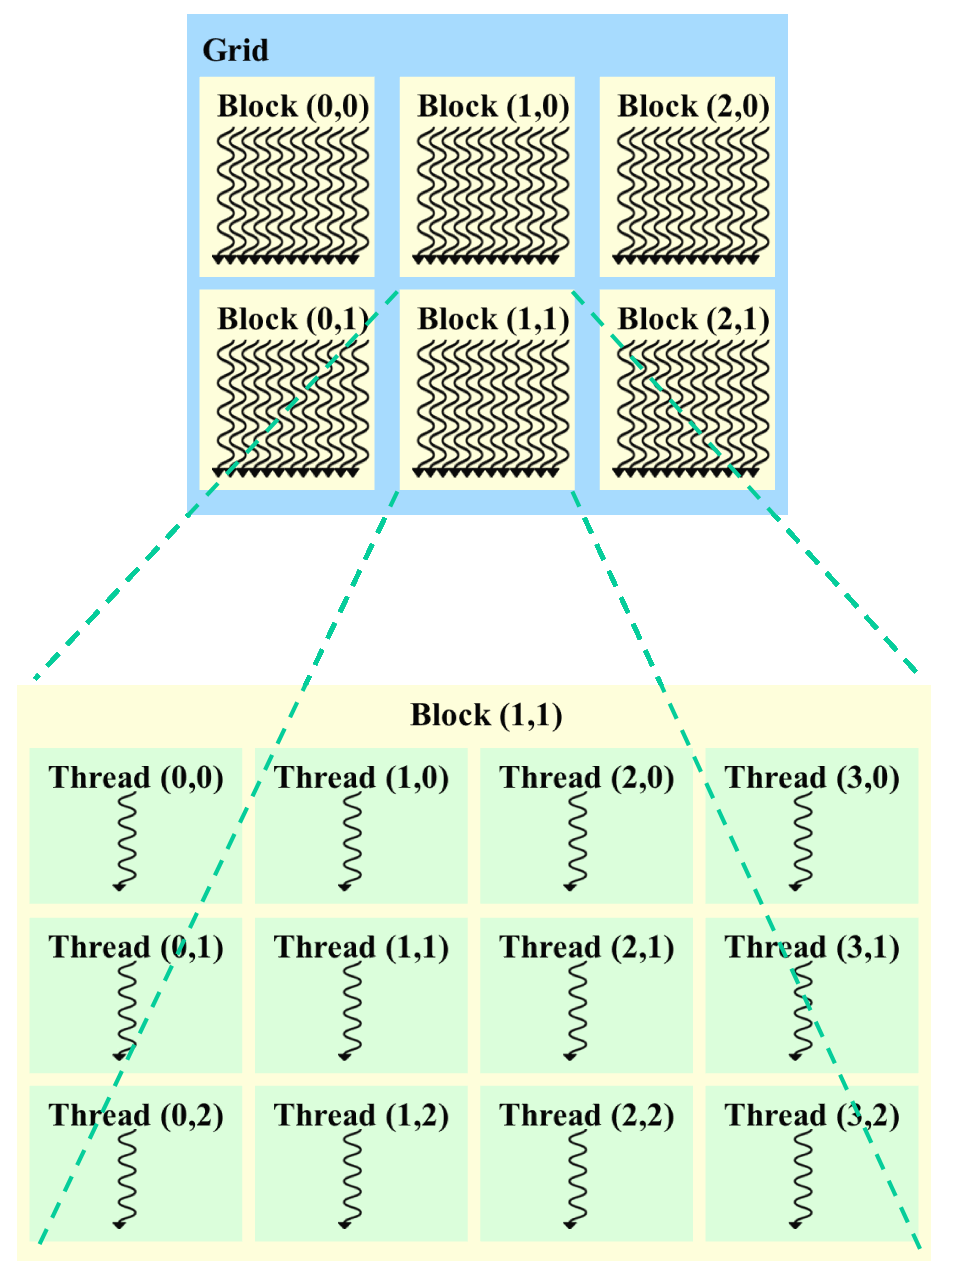 Grid
Block (0,0) Block (1,0) Block (2,0)
Block (0,1) Block (1,1) Block (2,1)
Block (1,1)
Thread (0,0) Thread (1,0) Thread (2,0) Thread (3,0)
Thread (0,1) Thread (1,1) Thread (2,1) Thread (3,1)
Thread (0,2) Thread (1,2) Thread (2,2) Thread (3,2)